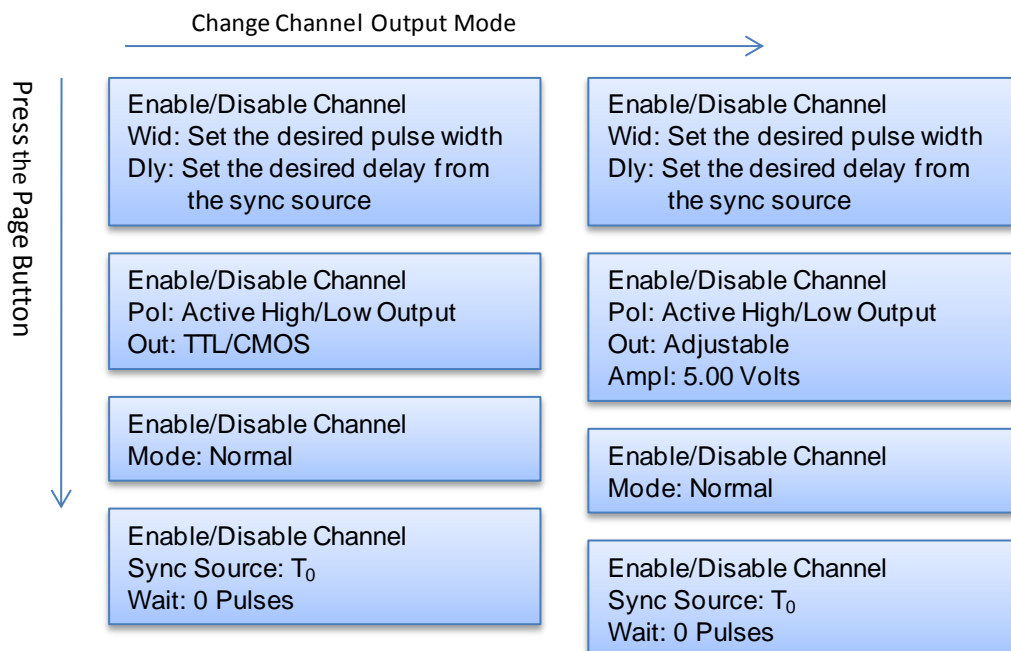 Change Channel Output Mode
Press the Page Button
Enable/Disable Channel
Wid: Set the desired pulse width
Dly: Set the desired delay from
the sync source
Enable/Disable Channel
Pol: Active High/Low Output
Out: TTL/CMOS
Enable/Disable Channel
Mode: Normal
Enable/Disable Channel
Sync Source: T₀
Wait: 0 Pulses
Enable/Disable Channel
Wid: Set the desired pulse width
Dly: Set the desired delay from
the sync source
Enable/Disable Channel
Pol: Active High/Low Output
Out: Adjustable
Ampl: 5.00 Volts
Enable/Disable Channel
Mode: Normal
Enable/Disable Channel
Sync Source: T₀
Wait: 0 Pulses